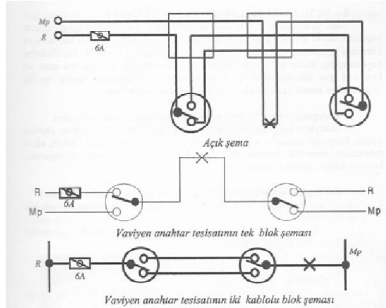 Mp
R
6A
Açık şema
R
6A
Mp
R
Mp
Vaviyen anahtar tesisatının tek blok şeması
R
6A
Mp
Vaviyen anahtar tesisatının iki kablolu blok şeması